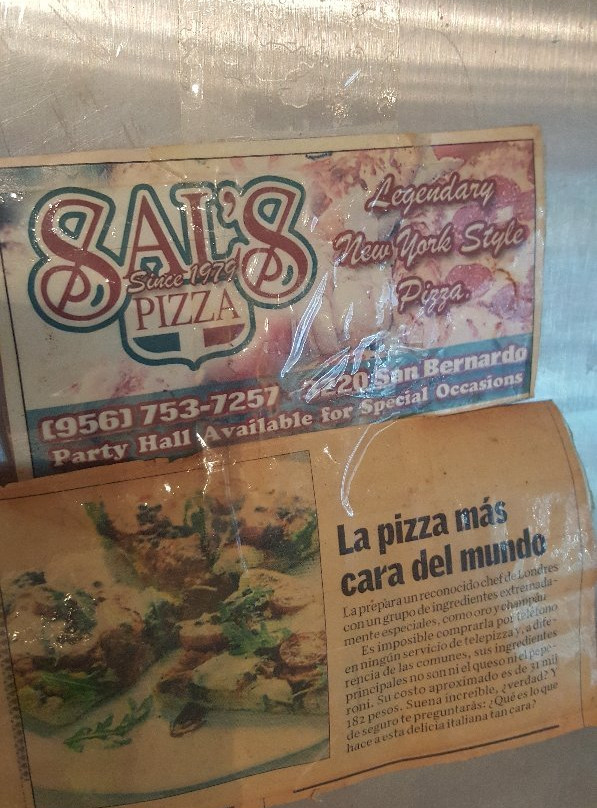 SAL'S
Since 1979
PIZZA
Legendary
New York Style
Pizza.
(956) 753-7257 3220 San Bernardo
Party Hall Available for Special Occasions
La pizza más
cara del mundo
La prepara un reconocido chef de Londres
con un grupo de ingredientes extremada-
mente especiales, como oro y champán
Es imposible comprarla por teléfono
en ningún servicio de telepizza y, a dife-
rencia de las comunes, sus ingredientes
principales no son ni el queso ni el pepe-
roni. Su costo aproximado es de 31 mil
182 pesos. Suena increíble, ¿verdad? Y
de seguro te preguntarás: ¿Qué es lo que
hace a esta delicia italiana tan cara?